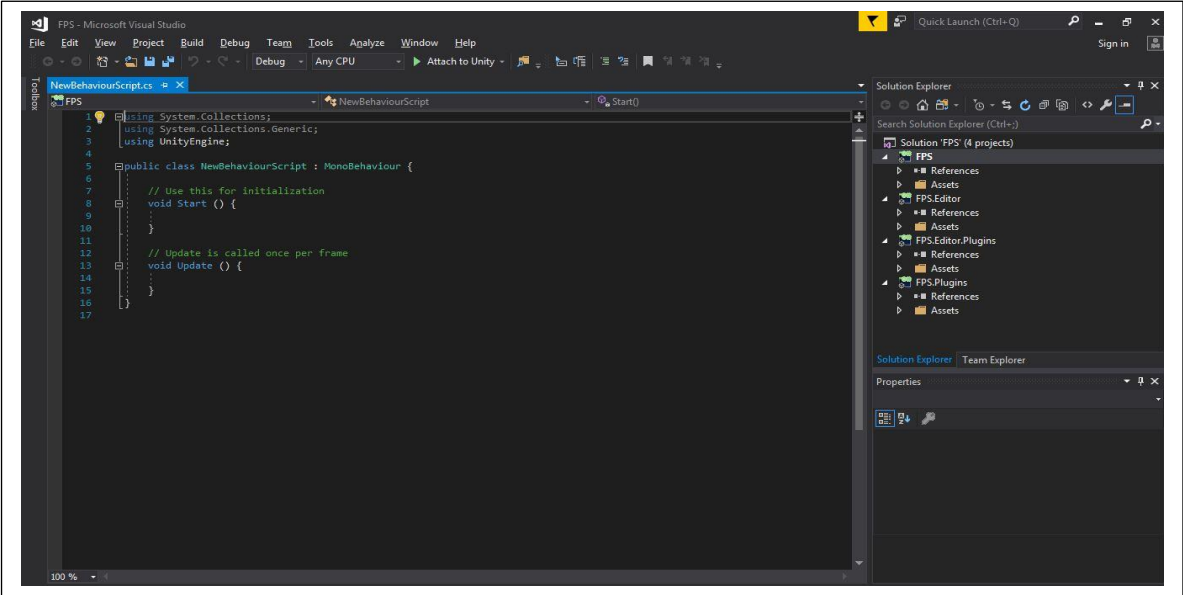 FPS - Microsoft Visual Studio
Quick Launch (Ctrl+Q)
File Edit View Project Build Debug Team Tools Analyze Window Help
Sign in
Debug Any CPU Attach to Unity
Toolbox
NewBehaviourScript.cs
FPS NewBehaviourScript Start()
1 using System.Collections;
2 using System.Collections.Generic;
3 using UnityEngine;
4
5 public class NewBehaviourScript : MonoBehaviour {
6
7 // Use this for initialization
8 void Start () {
9
10 }
11
12 // Update is called once per frame
13 void Update () {
14
15 }
16 }
17
100 %
Solution Explorer
Search Solution Explorer (Ctrl+;)
Solution 'FPS' (4 projects)
FPS
References
Assets
FPS.Editor
References
Assets
FPS.Editor.Plugins
References
Assets
FPS.Plugins
References
Assets
Solution Explorer Team Explorer
Properties